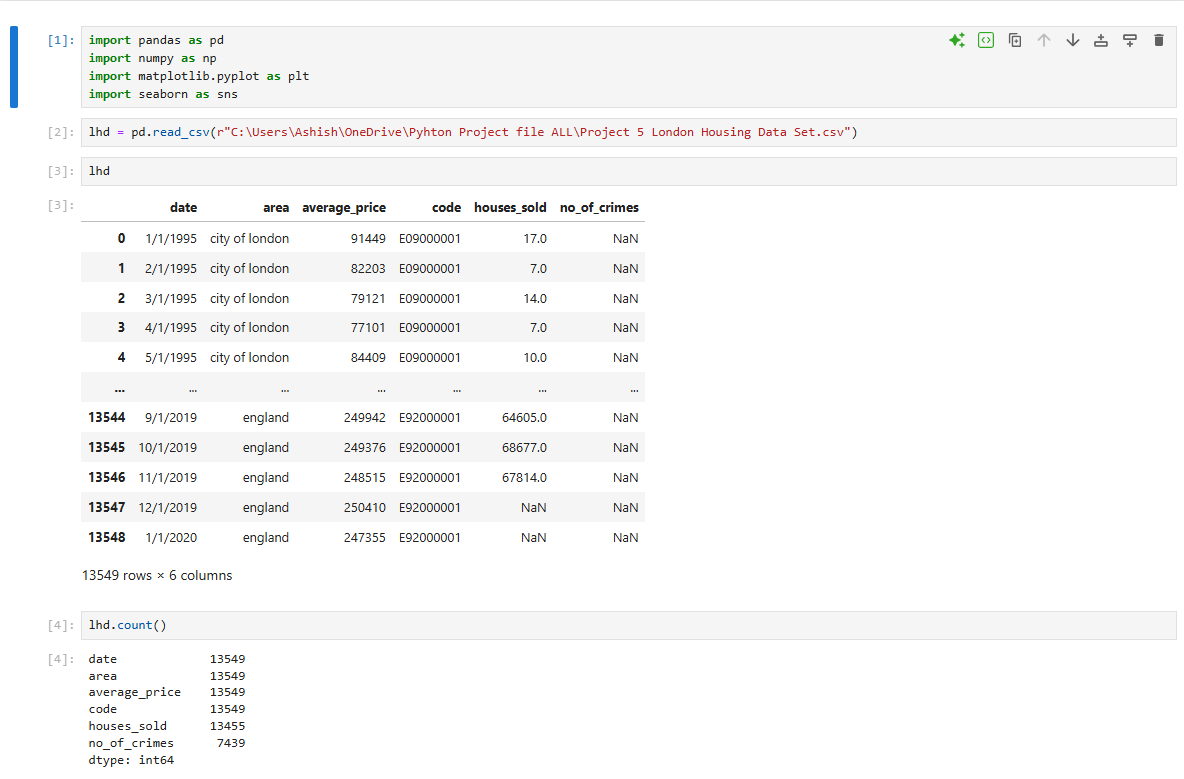 [1]: import pandas as pd
import numpy as np
import matplotlib.pyplot as plt
import seaborn as sns
[2]: lhd = pd.read_csv(r"C:\Users\Ashish\OneDrive\Pyhton Project file ALL\Project 5 London Housing Data Set.csv")
[3]: lhd
[3]: date area average_price code houses_sold no_of_crimes
0 1/1/1995 city of london 91449 E09000001 17.0 NaN
1 2/1/1995 city of london 82203 E09000001 7.0 NaN
2 3/1/1995 city of london 79121 E09000001 14.0 NaN
3 4/1/1995 city of london 77101 E09000001 7.0 NaN
4 5/1/1995 city of london 84409 E09000001 10.0 NaN
... ... ... ... ... ... ...
13544 9/1/2019 england 249942 E92000001 64605.0 NaN
13545 10/1/2019 england 249376 E92000001 68677.0 NaN
13546 11/1/2019 england 248515 E92000001 67814.0 NaN
13547 12/1/2019 england 250410 E92000001 NaN NaN
13548 1/1/2020 england 247355 E92000001 NaN NaN
13549 rows × 6 columns
[4]: lhd.count()
[4]: date 13549
area 13549
average_price 13549
code 13549
houses_sold 13455
no_of_crimes 7439
dtype: int64